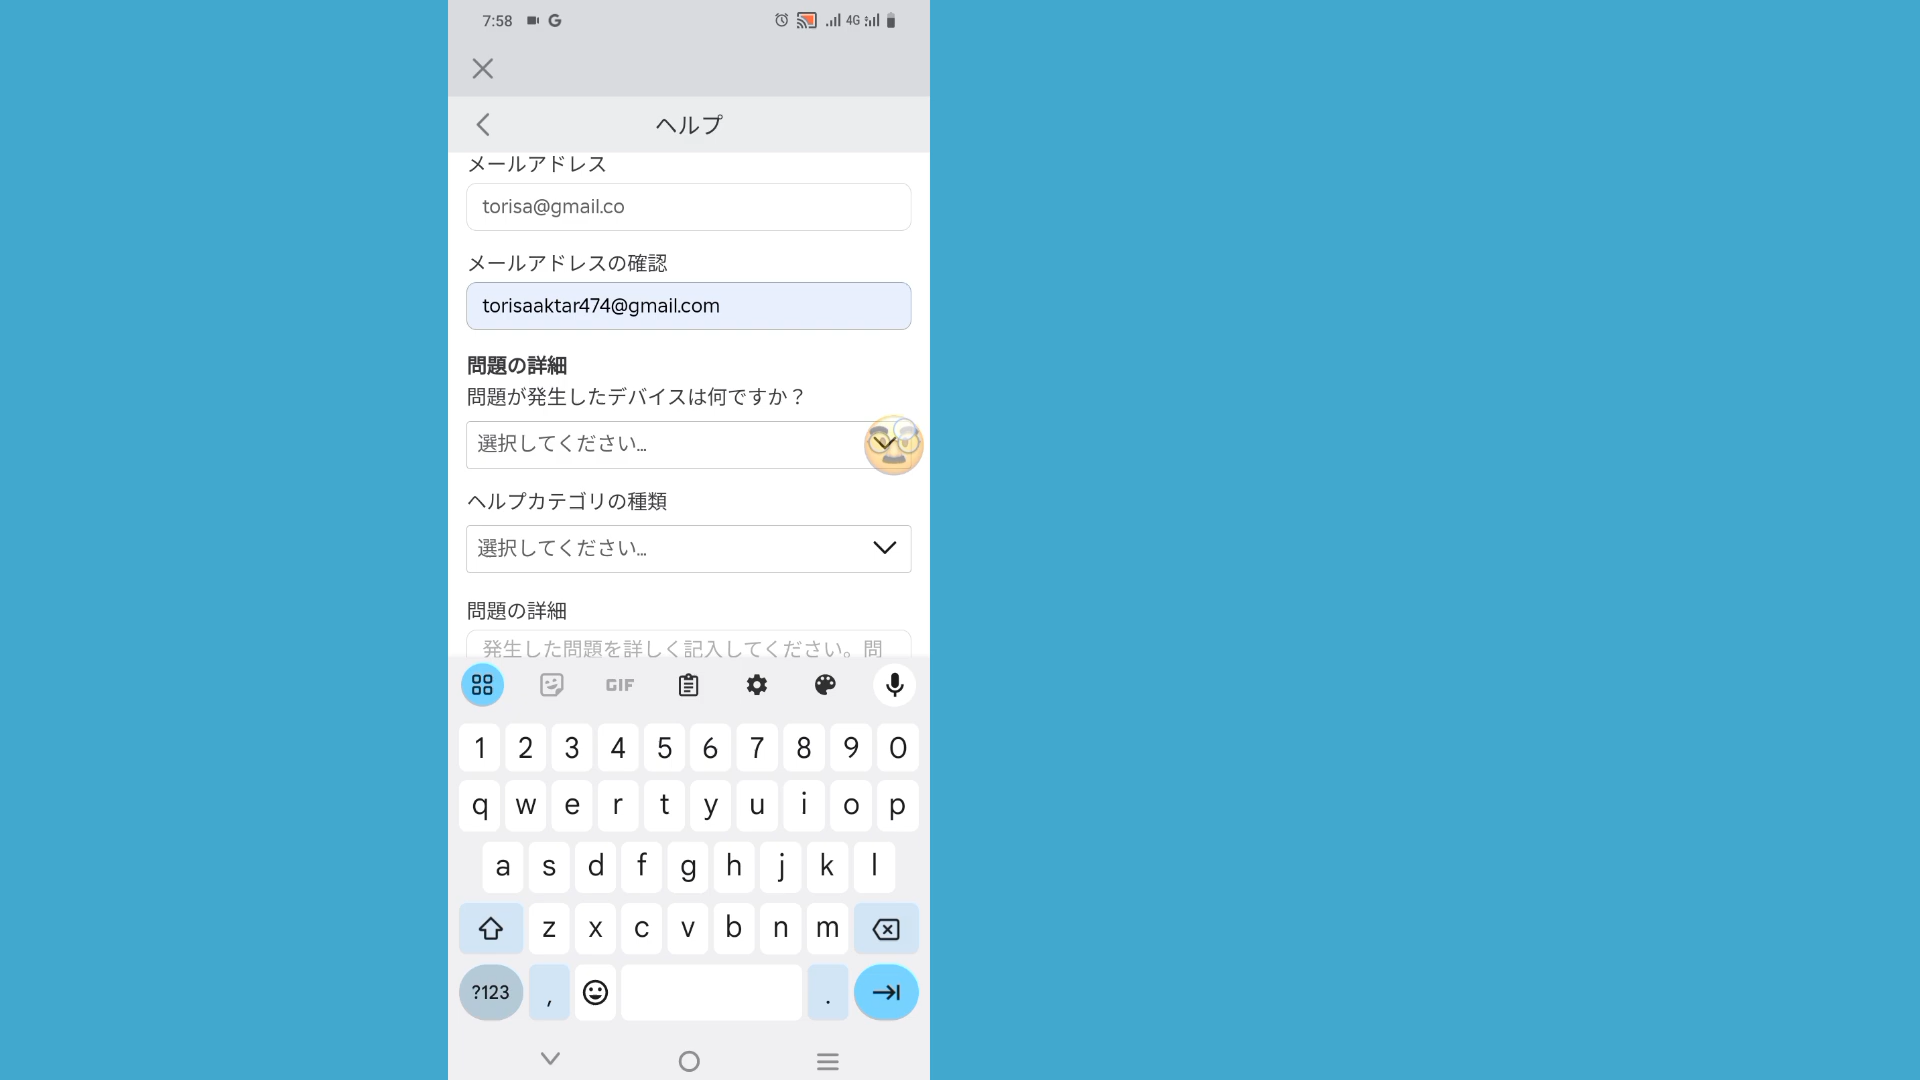 7:58 G 4G
ヘルプ
メールアドレス
torisa@gmail.co
メールアドレスの確認
torisaaktar474@gmail.com
問題の詳細
問題が発生したデバイスは何ですか？
選択してください...
ヘルプカテゴリの種類
選択してください...
問題の詳細
発生した問題を詳しく記入してください。問
GIF
1 2 3 4 5 6 7 8 9 0
q w e r t y u i o p
a s d f g h j k l
z x c v b n m
?123 , .